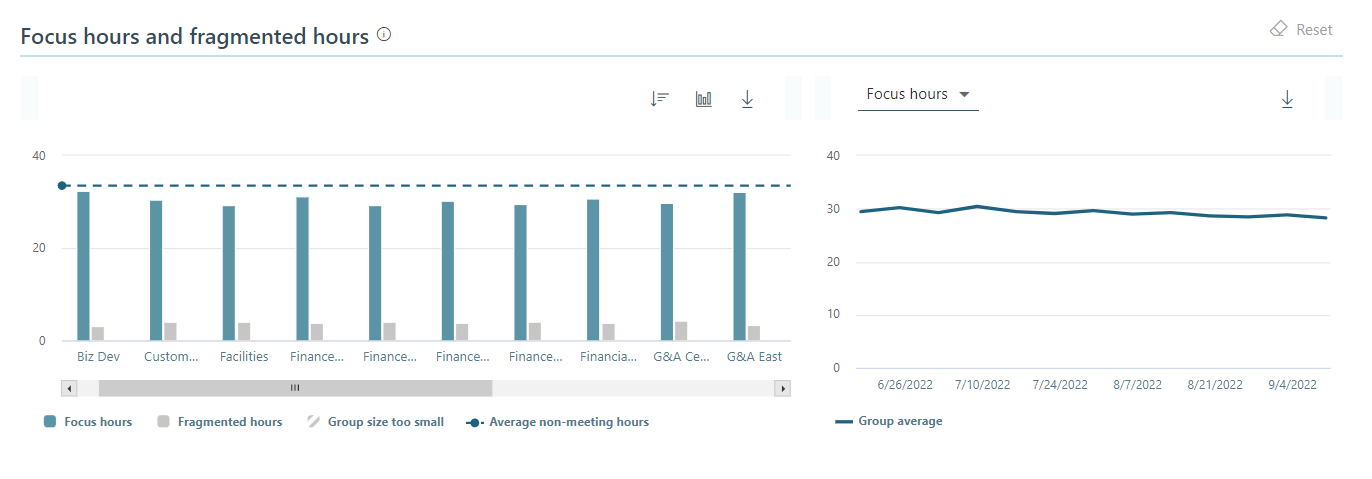 Focus hours and fragmented hours
Reset
40
20
0
Biz Dev Custom... Facilities Finance... Finance... Finance... Finance... Financia... G&A Ce... G&A East
Focus hours Fragmented hours Group size too small Average non-meeting hours
Focus hours
40
30
20
10
0
6/26/2022 7/10/2022 7/24/2022 8/7/2022 8/21/2022 9/4/2022
Group average